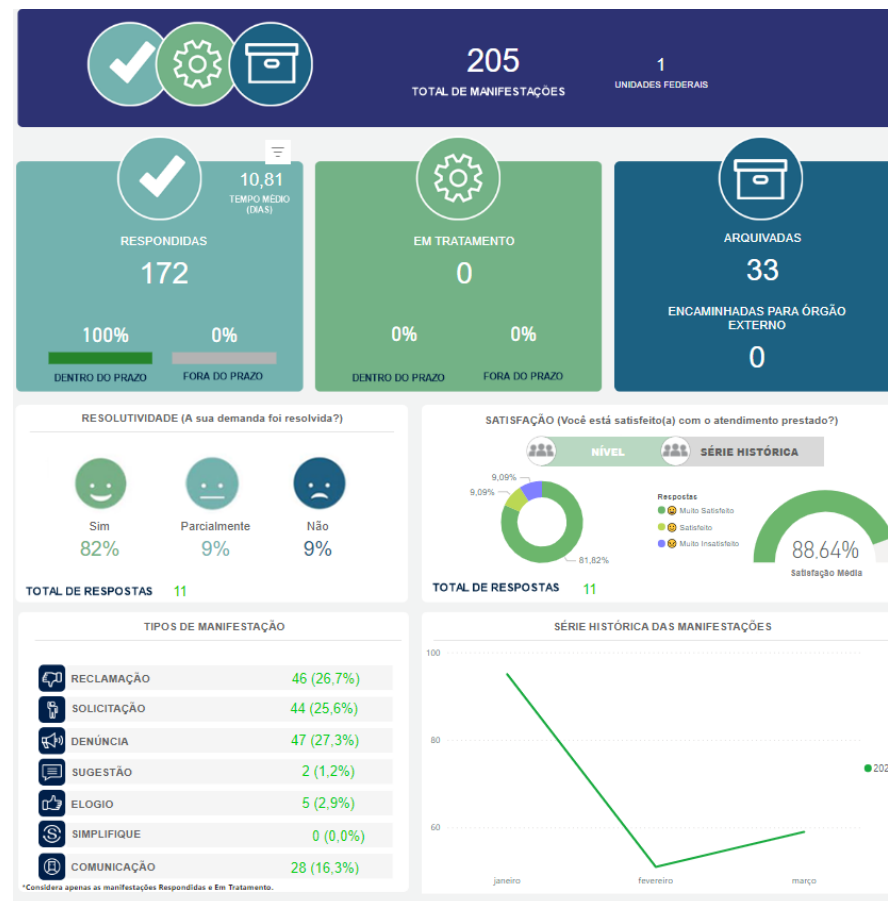 205
TOTAL DE MANIFESTAÇÕES
1
UNIDADES FEDERAIS
10,81
TEMPO MÉDIO
(DIAS)
RESPONDIDAS
172
100%
0%
DENTRO DO PRAZO
FORA DO PRAZO
EM TRATAMENTO
0
0%
0%
DENTRO DO PRAZO
FORA DO PRAZO
ARQUIVADAS
33
ENCAMINHADAS PARA ÓRGÃO
EXTERNO
0
RESOLUTIVIDADE (A sua demanda foi resolvida?)
Sim
Parcialmente
Não
82%
9%
9%
TOTAL DE RESPOSTAS 11
SATISFAÇÃO (Você está satisfeito(a) com o atendimento prestado?)
NÍVEL
SÉRIE HISTÓRICA
9,09%
9,09%
81,82%
Respostas
Muito Satisfeito
Satisfeito
Muito Insatisfeito
88,64%
Satisfação Média
TOTAL DE RESPOSTAS 11
TIPOS DE MANIFESTAÇÃO
RECLAMAÇÃO 46 (26,7%)
SOLICITAÇÃO 44 (25,6%)
DENÚNCIA 47 (27,3%)
SUGESTÃO 2 (1,2%)
ELOGIO 5 (2,9%)
SIMPLIFIQUE 0 (0,0%)
COMUNICAÇÃO 28 (16,3%)
*Considera apenas as manifestações Respondidas e Em Tratamento.
SÉRIE HISTÓRICA DAS MANIFESTAÇÕES
100
80
60
janeiro
fevereiro
março